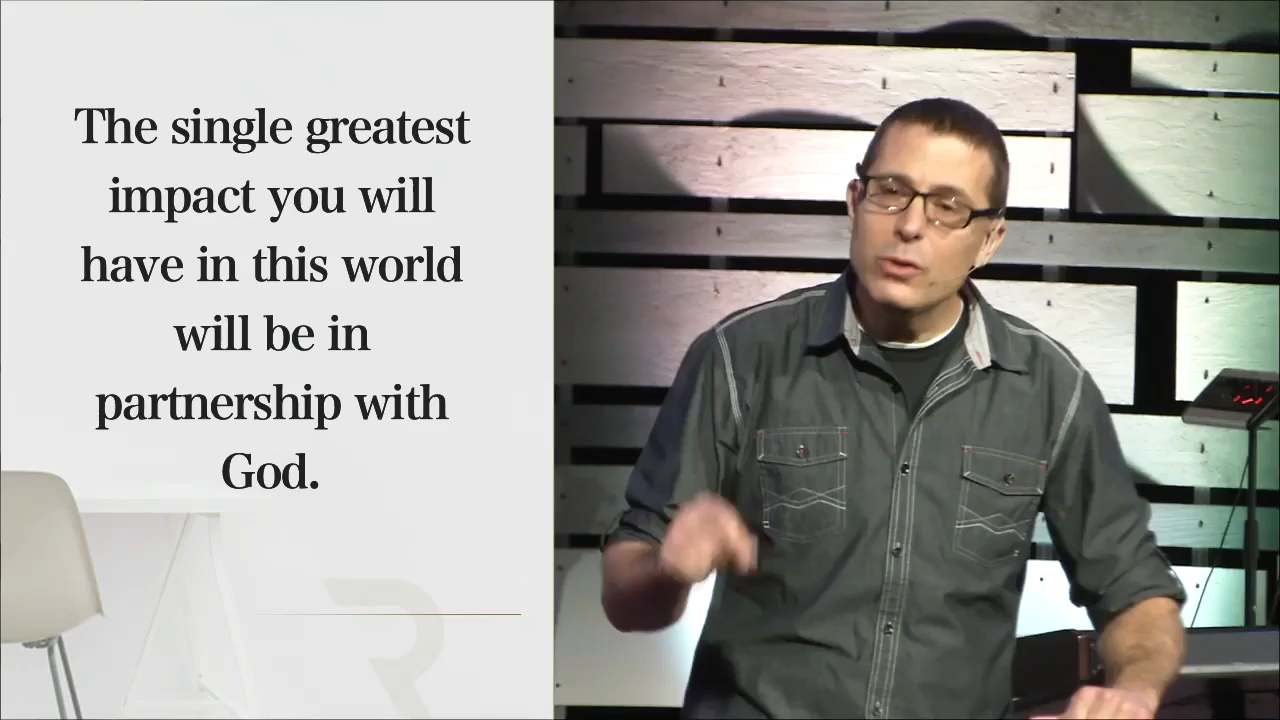 The single greatest
impact you will
have in this world
will be in
partnership with
God.